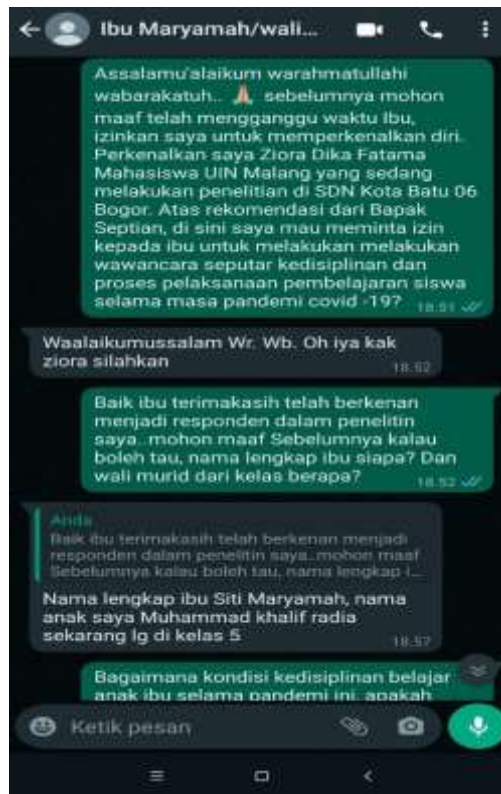 Ibu Maryamah/wali...
Assalamu'alaikum warahmatullahi
wabarakatuh.. 🙏 sebelumnya mohon
maaf telah mengganggu waktu Ibu,
izinkan saya untuk memperkenalkan diri.
Perkenalkan saya Ziora Dika Fatama
Mahasiswa UIN Malang yang sedang
melakukan penelitian di SDN Kota Batu 06
Bogor. Atas rekomendasi dari Bapak
Septian, di sini saya mau meminta izin
kepada ibu untuk melakukan melakukan
wawancara seputar kedisiplinan dan
proses pelaksanaan pembelajaran siswa
selama masa pandemi covid -19?
18.51
Waalaikumussalam Wr. Wb. Oh iya kak
ziora silahkan
18.52
Baik ibu terimakasih telah berkenan
menjadi responden dalam penelitin
saya..mohon maaf Sebelumnya kalau
boleh tau, nama lengkap ibu siapa? Dan
wali murid dari kelas berapa?
18.52
Anda
Baik ibu terimakasih telah berkenan menjadi
responden dalam penelitin saya..mohon maaf
Sebelumnya kalau boleh tau, nama lengkap i...
Nama lengkap ibu Siti Maryamah, nama
anak saya Muhammad khalif radia
sekarang lg di kelas 5
18.57
Bagaimana kondisi kedisiplinan belajar
anak ibu selama pandemi ini, apakah
Ketik pesan